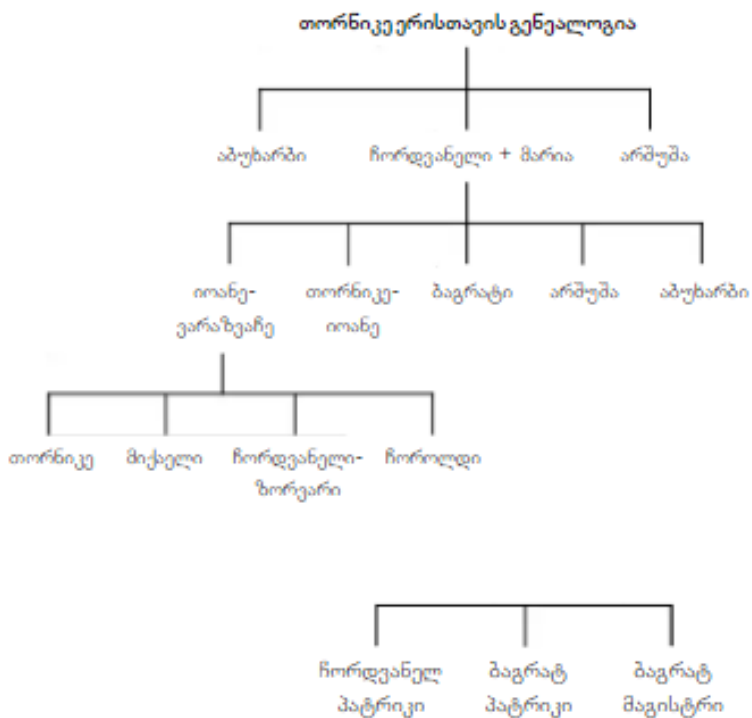 თორნიკე ერისთავის გენეალოგია
აბუხარბი ჩორდვანელი + მარია არშუშა
იოანე- თორნიკე- ბაგრატი არშუშა აბუხარბი
ვარაზვაჩე იოანე
თორნიკე მიქაელი ჩორდვანელი- ჩოროლდი
ზორვარი
ჩორდვანელ ბაგრატ ბაგრატ
პატრიკი პატრიკი მაგისტრი